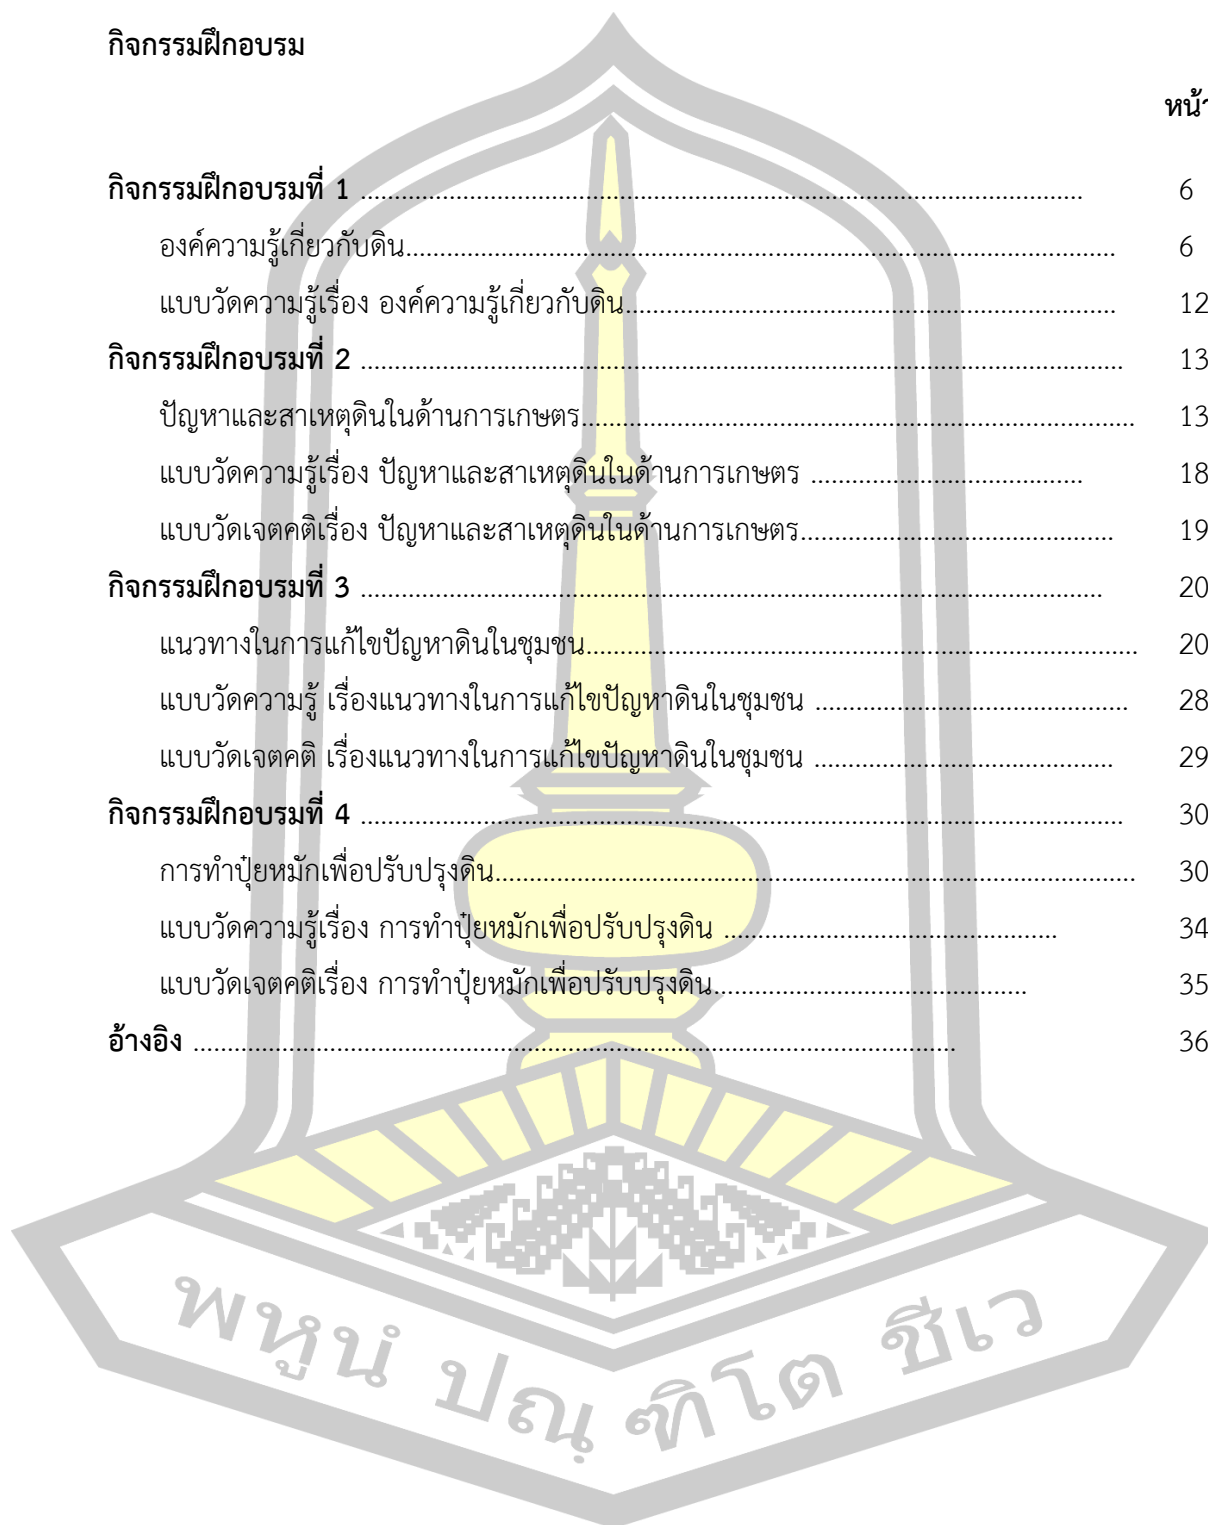 กิจกรรมฝึกอบรม
หน้า
กิจกรรมฝึกอบรมที่ 1 ........................................................................................................... 6
องค์ความรู้เกี่ยวกับดิน......................................................................................................... 6
แบบวัดความรู้เรื่อง องค์ความรู้เกี่ยวกับดิน......................................................................... 12
กิจกรรมฝึกอบรมที่ 2 ................................................................................................................. 13
ปัญหาและสาเหตุดินในด้านการเกษตร.................................................................................. 13
แบบวัดความรู้เรื่อง ปัญหาและสาเหตุดินในด้านการเกษตร ........................................ 18
แบบวัดเจตคติเรื่อง ปัญหาและสาเหตุดินในด้านการเกษตร.............................................. 19
กิจกรรมฝึกอบรมที่ 3 .............................................................................................................. 20
แนวทางในการแก้ไขปัญหาดินในชุมชน.................................................................................. 20
แบบวัดความรู้ เรื่องแนวทางในการแก้ไขปัญหาดินในชุมชน .............................................. 28
แบบวัดเจตคติ เรื่องแนวทางในการแก้ไขปัญหาดินในชุมชน ............................................ 29
กิจกรรมฝึกอบรมที่ 4 ................................................................................................................. 30
การทำปุ๋ยหมักเพื่อปรับปรุงดิน............................................................................................... 30
แบบวัดความรู้เรื่อง การทำปุ๋ยหมักเพื่อปรับปรุงดิน ................................................. 34
แบบวัดเจตคติเรื่อง การทำปุ๋ยหมักเพื่อปรับปรุงดิน.............................................. 35
อ้างอิง ................................................................................................................. 36
พหูนํ ปณฺฑิโต ชีเว